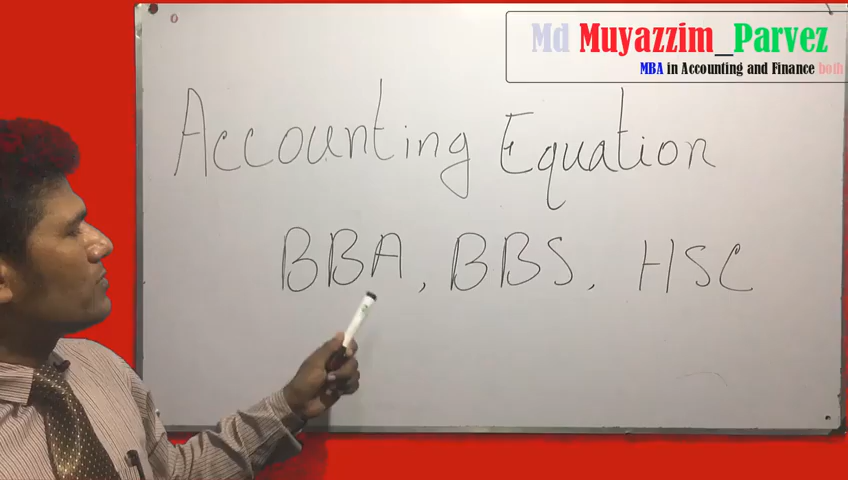 Md Muyazzim_Parvez
MBA in Accounting and Finance both
Accounting Equation
BBA, BBS, HSC